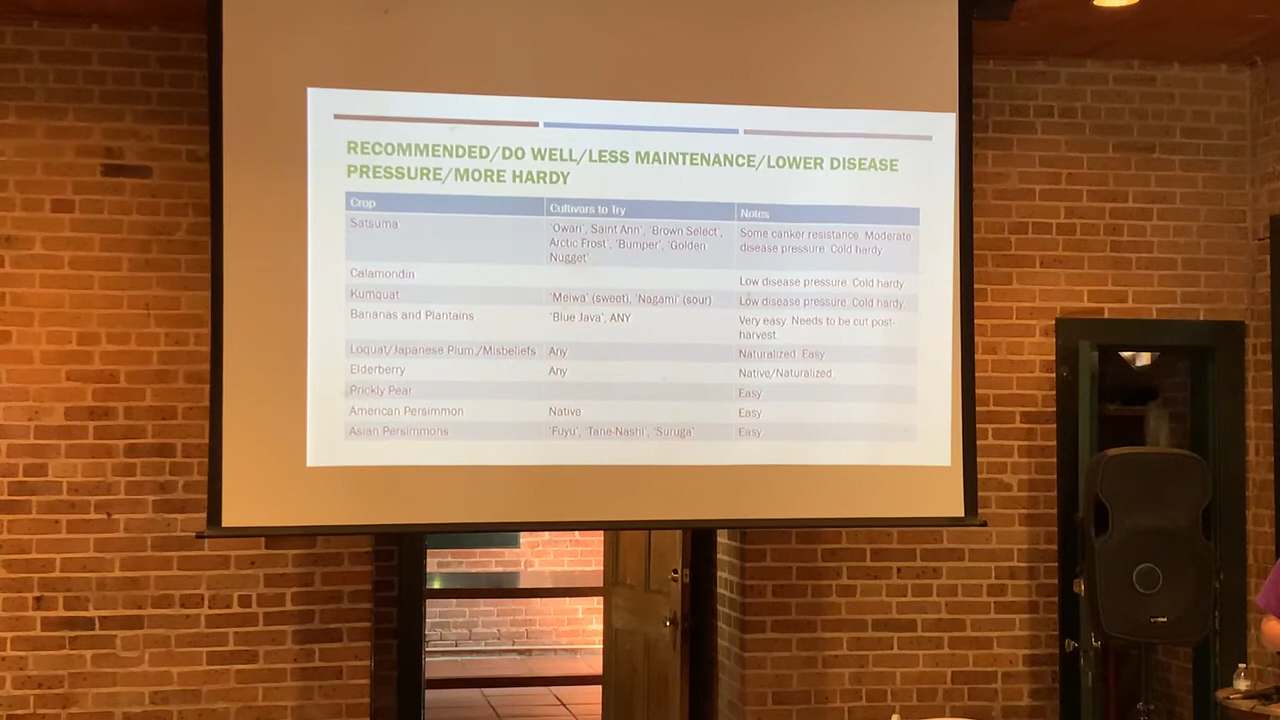 RECOMMENDED/DO WELL/LESS MAINTENANCE/LOWER DISEASE
PRESSURE/MORE HARDY
Crop Cultivars to Try Notes
Satsuma 'Owari', Saint Ann', 'Brown Select', Some canker resistance. Moderate
Arctic Frost', 'Bumper', 'Golden disease pressure. Cold hardy.
Nugget'
Calamondin Low disease pressure. Cold hardy
Kumquat 'Meiwa' (sweet), 'Nagami' (sour) Low disease pressure. Cold hardy.
Bananas and Plantains 'Blue Java', ANY Very easy. Needs to be cut post-
harvest.
Loquat/Japanese Plum./Misbeliefs Any Naturalized. Easy
Elderberry Any Native/Naturalized.
Prickly Pear Easy
American Persimmon Native Easy
Asian Persimmons 'Fuyu', 'Tane-Nashi', 'Suruga' Easy